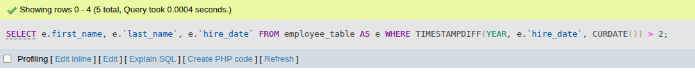 Showing rows 0 - 4 (5 total, Query took 0.0004 seconds.)
SELECT e.first_name, e.`last_name`, e.`hire_date` FROM employee_table AS e WHERE TIMESTAMPDIFF(YEAR, e.`hire_date`, CURDATE()) > 2;
Profiling [ Edit inline ] [ Edit ] [ Explain SQL ] [ Create PHP code ] [ Refresh ]